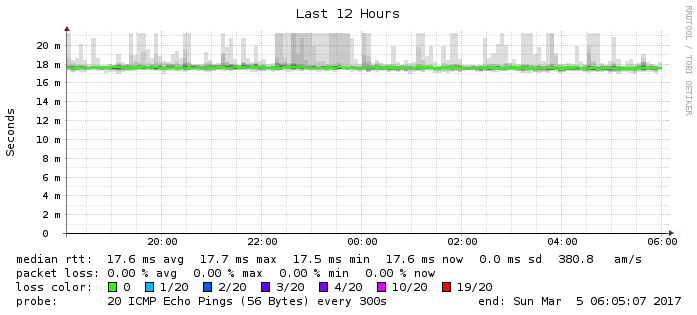 Last 12 Hours
RRDTOOL / TOBI OETIKER
Seconds
20 m
18 m
16 m
14 m
12 m
10 m
8 m
6 m
4 m
2 m
0
20:00 22:00 00:00 02:00 04:00 06:00
median rtt: 17.6 ms avg 17.7 ms max 17.5 ms min 17.6 ms now 0.0 ms sd 380.8 am/s
packet loss: 0.00 % avg 0.00 % max 0.00 % min 0.00 % now
loss color: 0 1/20 2/20 3/20 4/20 10/20 19/20
probe: 20 ICMP Echo Pings (56 Bytes) every 300s end: Sun Mar 5 06:05:07 2017